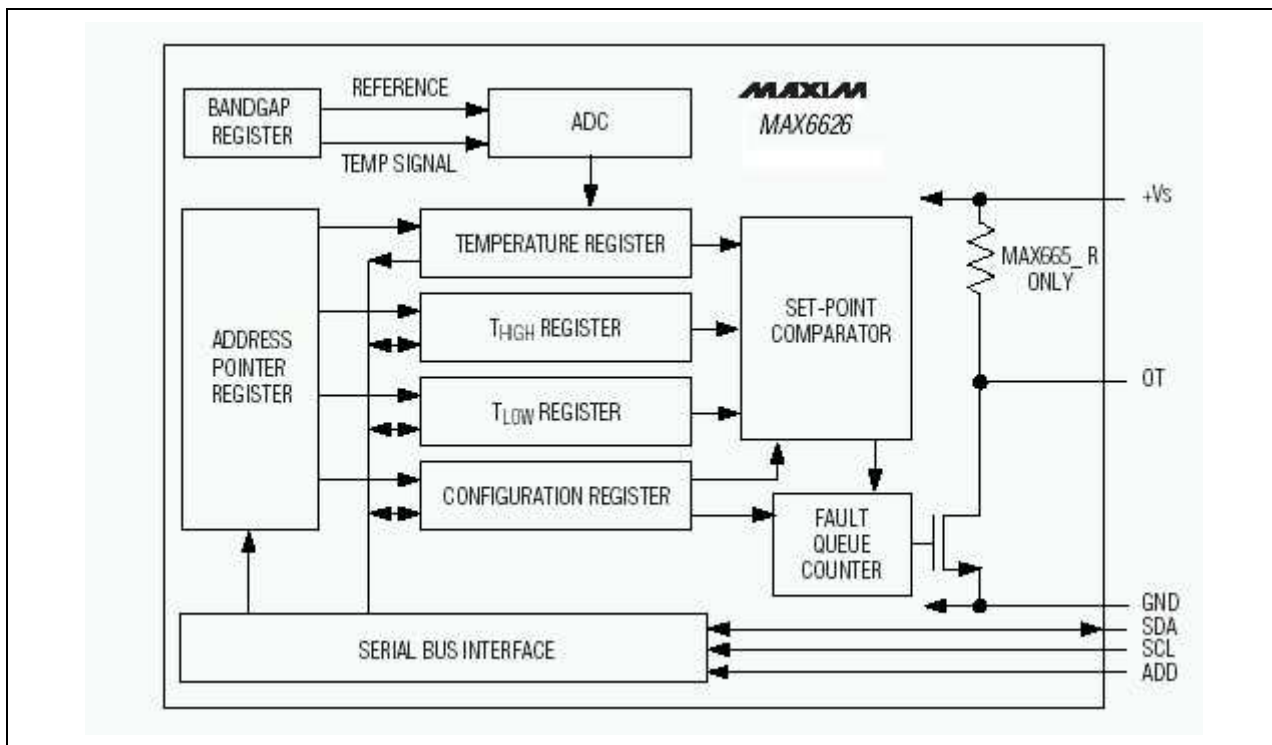 REFERENCE
BANDGAP
REGISTER
TEMP SIGNAL
ADC
MAXIM
MAX6626
+Vs
MAX665_ R
ONLY
ADDRESS
POINTER
REGISTER
TEMPERATURE REGISTER
THIGH REGISTER
TLOW REGISTER
CONFIGURATION REGISTER
SET-POINT
COMPARATOR
OT
FAULT
QUEUE
COUNTER
SERIAL BUS INTERFACE
GND
SDA
SCL
ADD